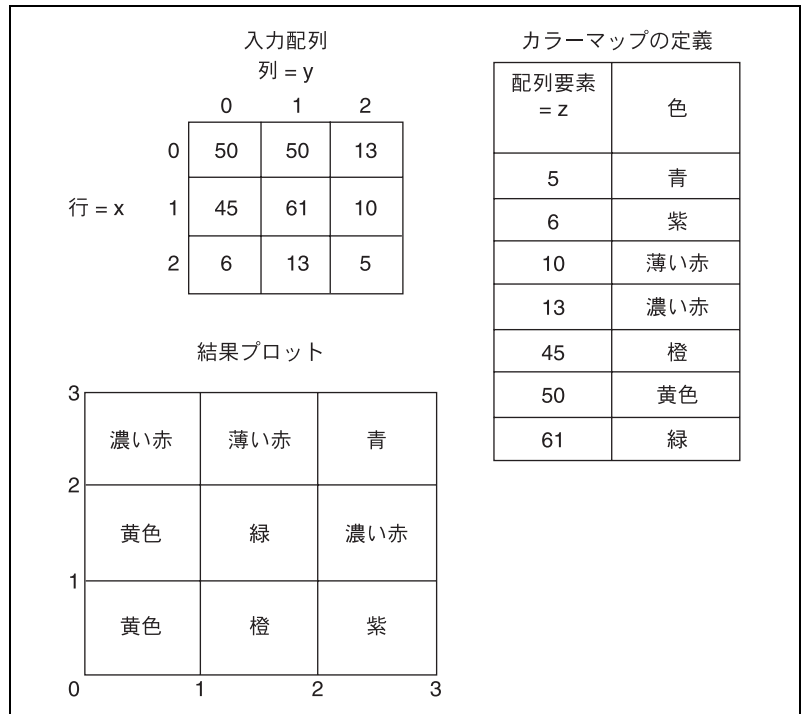 入力配列
列 = y
0 1 2
0 50 50 13
行 = x 1 45 61 10
2 6 13 5
カラーマップの定義
配列要素
= z
色
5 青
6 紫
10 薄い赤
13 濃い赤
45 橙
50 黄色
61 緑
結果プロット
3
濃い赤 薄い赤 青
2
黄色 緑 濃い赤
1
黄色 橙 紫
0 1 2 3